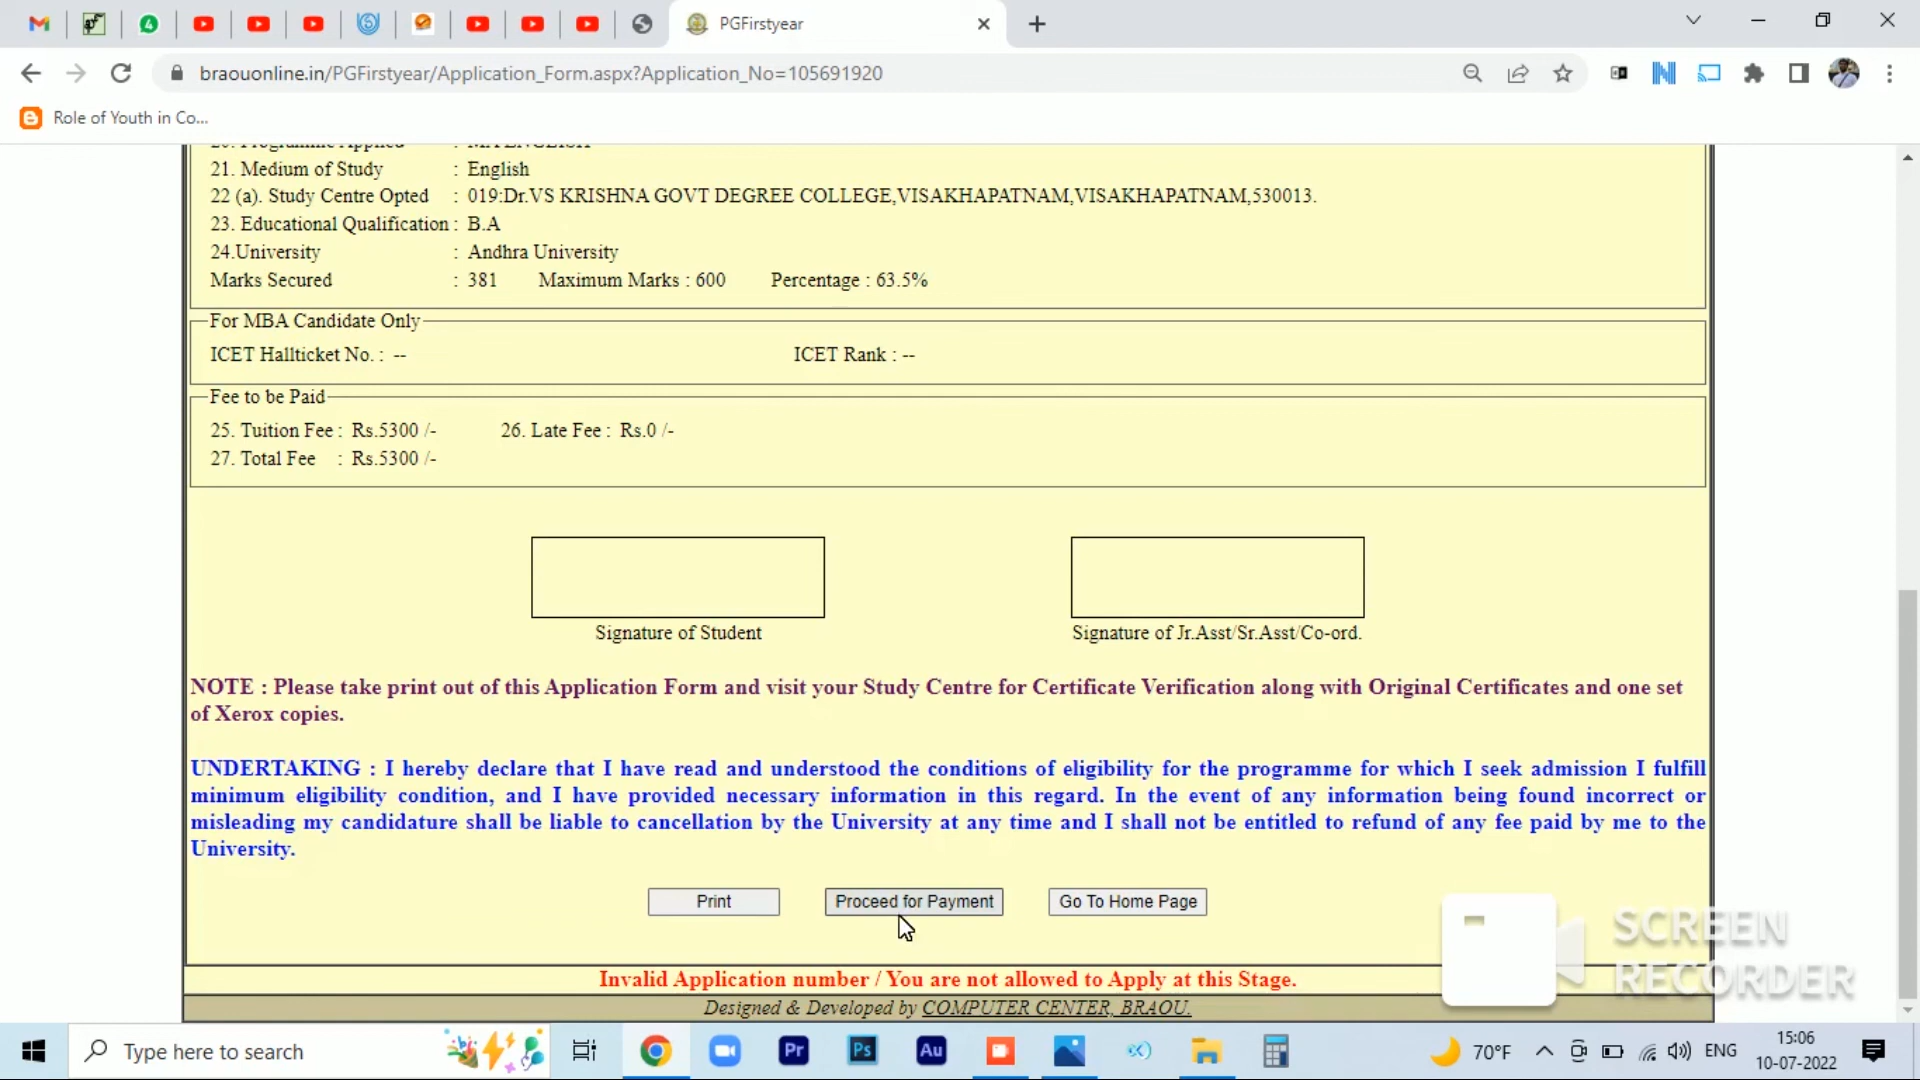 PGFirstyear
braouonline.in/PGFirstyear/Application_Form.aspx?Application_No=105691920
Role of Youth in Co...
21. Medium of Study : English
22 (a). Study Centre Opted : 019:Dr.VS KRISHNA GOVT DEGREE COLLEGE,VISAKHAPATNAM,VISAKHAPATNAM,530013.
23. Educational Qualification : B.A
24.University : Andhra University
Marks Secured : 381 Maximum Marks : 600 Percentage : 63.5%
For MBA Candidate Only
ICET Hallticket No. : -- ICET Rank : --
Fee to be Paid
25. Tuition Fee : Rs.5300 /- 26. Late Fee : Rs.0 /-
27. Total Fee : Rs.5300 /-
Signature of Student Signature of Jr.Asst/Sr.Asst/Co-ord.
NOTE : Please take print out of this Application Form and visit your Study Centre for Certificate Verification along with Original Certificates and one set
of Xerox copies.
UNDERTAKING : I hereby declare that I have read and understood the conditions of eligibility for the programme for which I seek admission I fulfill
minimum eligibility condition, and I have provided necessary information in this regard. In the event of any information being found incorrect or
misleading my candidature shall be liable to cancellation by the University at any time and I shall not be entitled to refund of any fee paid by me to the
University.
Print Proceed for Payment Go To Home Page
SCREEN
RECORDER
Invalid Application number / You are not allowed to Apply at this Stage.
Designed & Developed by COMPUTER CENTER, BRAOU.
Type here to search
Pr Ps Au
70°F
ENG
15:06
10-07-2022